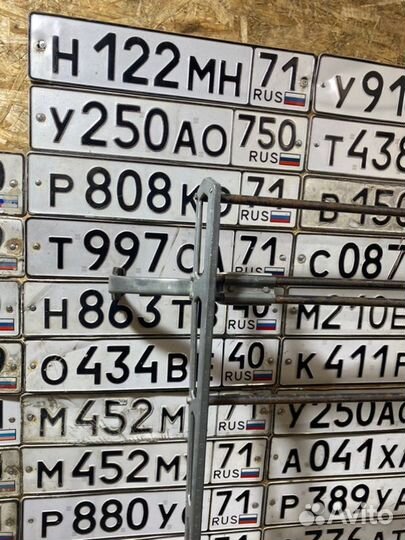 Н 122 МН 71 RUS
У 91
У 250 АО 750 RUS
Т 438
Р 808 71 RUS
В 150
Т 997 71 RUS
С 087
Н 863 40 RUS
М 210 Е
О 434 40 RUS
К 411
М 452 М 71 RUS
У 250 АО
М 452 М 71 RUS
А 041 ХА
Р 880 У 71 RUS
Р 389 УА
Avito